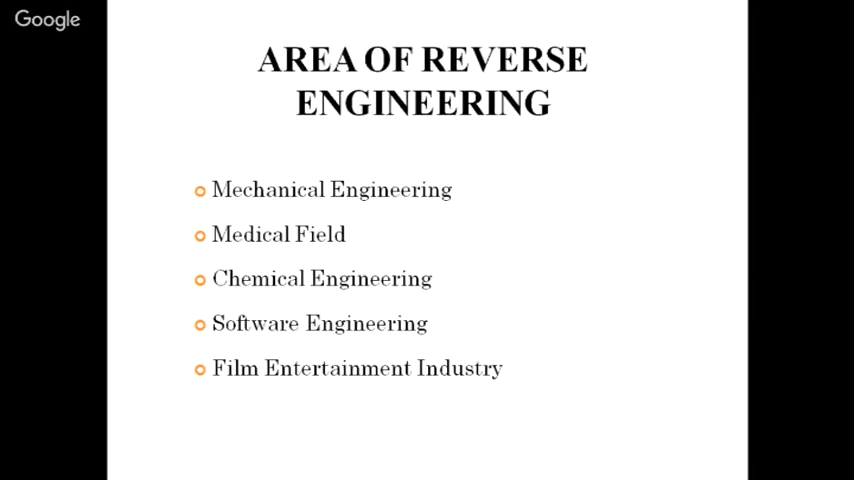 Google
AREA OF REVERSE
ENGINEERING
Mechanical Engineering
Medical Field
Chemical Engineering
Software Engineering
Film Entertainment Industry